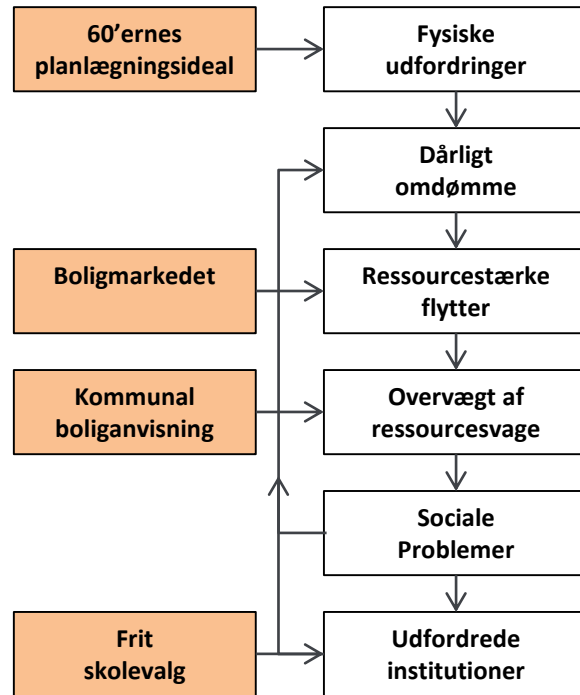 60’ernes
planlægningsideal
Fysiske
udfordringer
Dårligt
omdømme
Boligmarkedet
Ressourcestærke
flytter
Kommunal
boliganvisning
Overvægt af
ressourcesvage
Sociale
Problemer
Frit
skolevalg
Udfordrede
institutioner